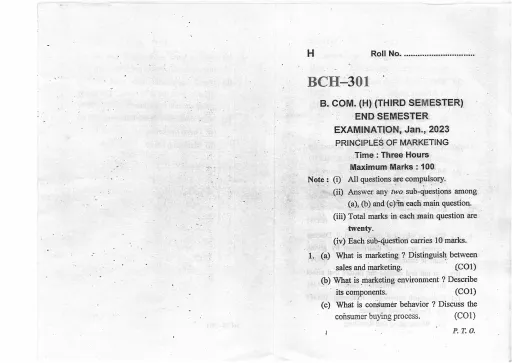 H Roll No. ..............................
BCH–301
B. COM. (H) (THIRD SEMESTER)
END SEMESTER
EXAMINATION, Jan., 2023
PRINCIPLES OF MARKETING
Time : Three Hours
Maximum Marks : 100
Note : (i) All questions are compulsory.
(ii) Answer any two sub-questions among
(a), (b) and (c) in each main question.
(iii) Total marks in each main question are
twenty.
(iv) Each sub-question carries 10 marks.
1. (a) What is marketing ? Distinguish between
sales and marketing. (CO1)
(b) What is marketing environment ? Describe
its components. (CO1)
(c) What is consumer behavior ? Discuss the
consumer buying process. (CO1)
P. T. O.